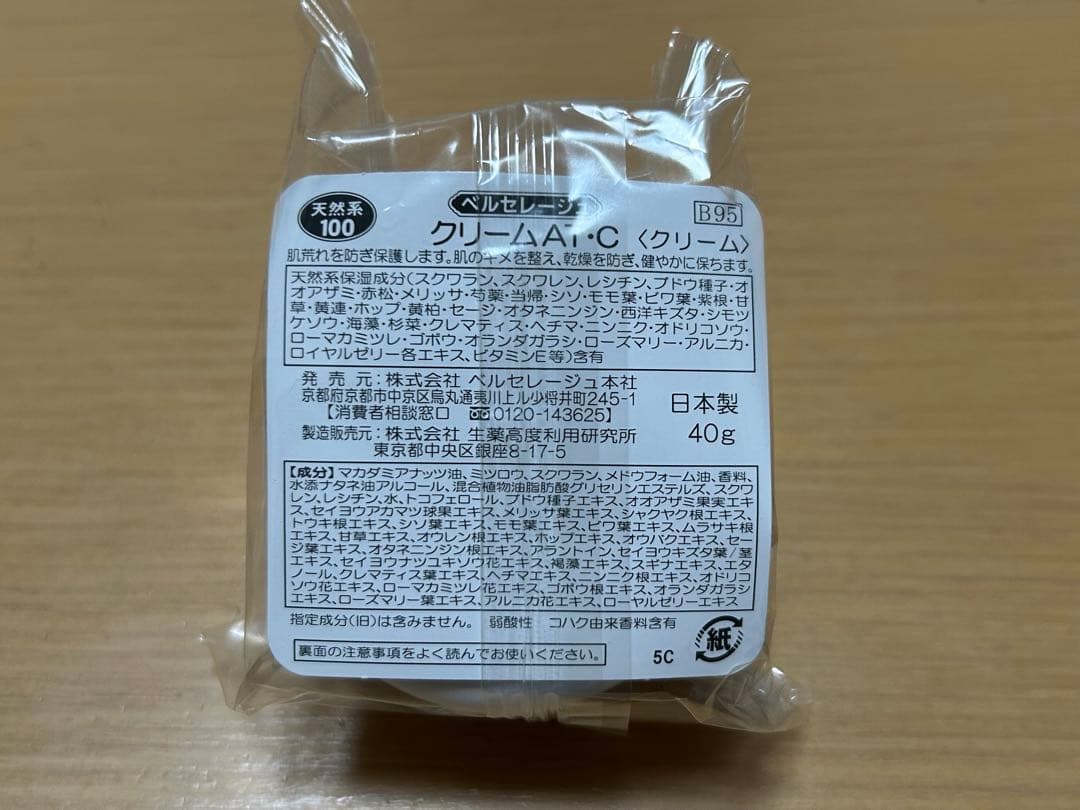 天然系
100
ベルセレージュ
B95
クリームAT・C〈クリーム〉
肌荒れを防ぎ保護します。肌のキメを整え、乾燥を防ぎ、健やかに保ちます。
天然系保湿成分(スクワラン、スクワレン、レシチン、ブドウ種子・オ
オアザミ・赤松・メリッサ・芍薬・当帰・シソ・モモ葉・ビワ葉・紫根・甘
草・黄連・ホップ・黄柏・セージ・オタネニンジン・西洋キズタ・シモツ
ケソウ・海藻・杉菜・クレマティス・ヘチマ・ニンニク・オドリコソウ・
ローマカミツレ・ゴボウ・オランダガラシ・ローズマリー・アルニカ・
ロイヤルゼリー各エキス、ビタミンE等)含有
発売元:株式会社 ベルセレージュ本社
京都府京都市中京区烏丸通夷川上ル少将井町245-1
【消費者相談窓口 0120-143625】
製造販売元:株式会社 生薬高度利用研究所
東京都中央区銀座8-17-5
日本製
40g
【成分】マカダミアナッツ油、ミツロウ、スクワラン、メドウフォーム油、香料、
水添ナタネ油アルコール、混合植物油脂肪酸グリセリンエステルズ、スクワ
レン、レシチン、水、トコフェロール、ブドウ種子エキス、オオアザミ果実エキ
ス、セイヨウアカマツ球果エキス、メリッサ葉エキス、シャクヤク根エキス、
トウキ根エキス、シソ葉エキス、モモ葉エキス、ビワ葉エキス、ムラサキ根
エキス、甘草エキス、オウレン根エキス、ホップエキス、オウバクエキス、セー
ジ葉エキス、オタネニンジン根エキス、アラントイン、セイヨウキズタ葉/茎
エキス、セイヨウナツユキソウ花エキス、褐藻エキス、スギナエキス、エタ
ノール、クレマティス葉エキス、ヘチマエキス、ニンニク根エキス、オドリコ
ソウ花エキス、ローマカミツレ花エキス、ゴボウ根エキス、オランダガラシ
エキス、ローズマリー葉エキス、アルニカ花エキス、ローヤルゼリーエキス
指定成分(旧)は含みません。 弱酸性 コハク由来香料含有
裏面の注意事項をよく読んでお使いください。
5C
紙